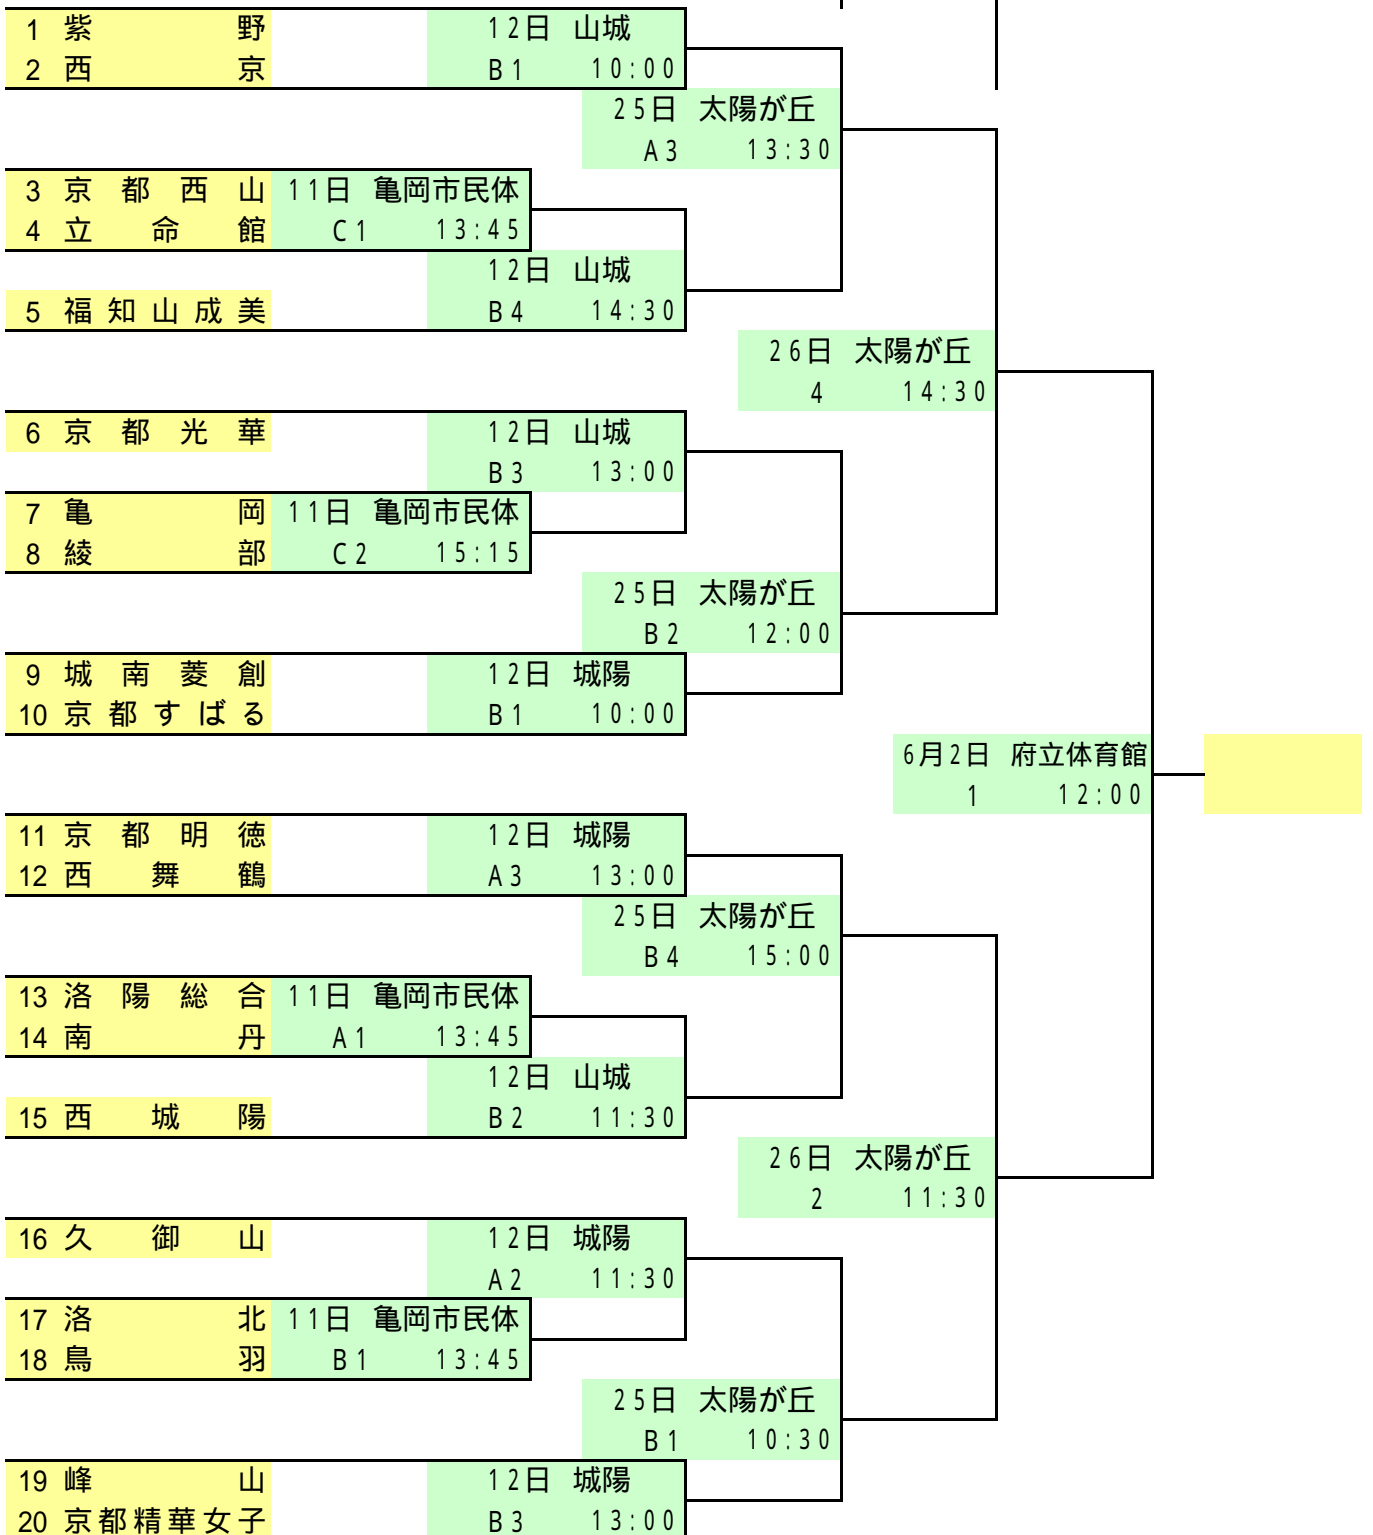 1 紫野 12日 山城
2 西京 B1 10:00
25日 太陽が丘
A3 13:30
3 京都西山 11日 亀岡市民体
4 立命館 C1 13:45
12日 山城
5 福知山成美 B4 14:30
26日 太陽が丘
4 14:30
6 京都光華 12日 山城
B3 13:00
7 亀岡 11日 亀岡市民体
8 綾部 C2 15:15
25日 太陽が丘
B2 12:00
9 城南菱創 12日 城陽
10 京都すばる B1 10:00
6月2日 府立体育館
1 12:00
11 京都明徳 12日 城陽
12 西舞鶴 A3 13:00
25日 太陽が丘
B4 15:00
13 洛陽総合 11日 亀岡市民体
14 南丹 A1 13:45
12日 山城
15 西城陽 B2 11:30
26日 太陽が丘
2 11:30
16 久御山 12日 城陽
A2 11:30
17 洛北 11日 亀岡市民体
18 鳥羽 B1 13:45
25日 太陽が丘
B1 10:30
19 峰山 12日 城陽
20 京都精華女子 B3 13:00